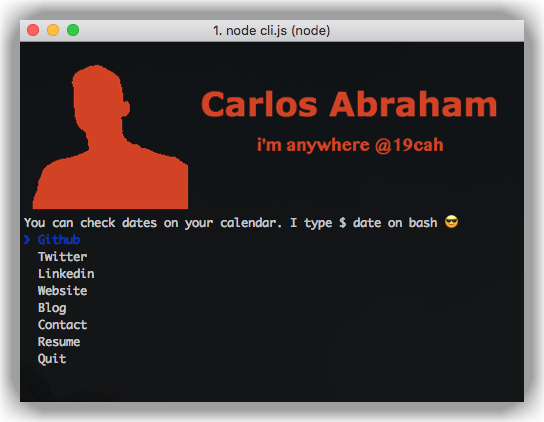 1. node cli.js (node)
Carlos Abraham
i'm anywhere @19cah
You can check dates on your calendar. I type $ date on bash 😎
❯ Github
Twitter
Linkedin
Website
Blog
Contact
Resume
Quit